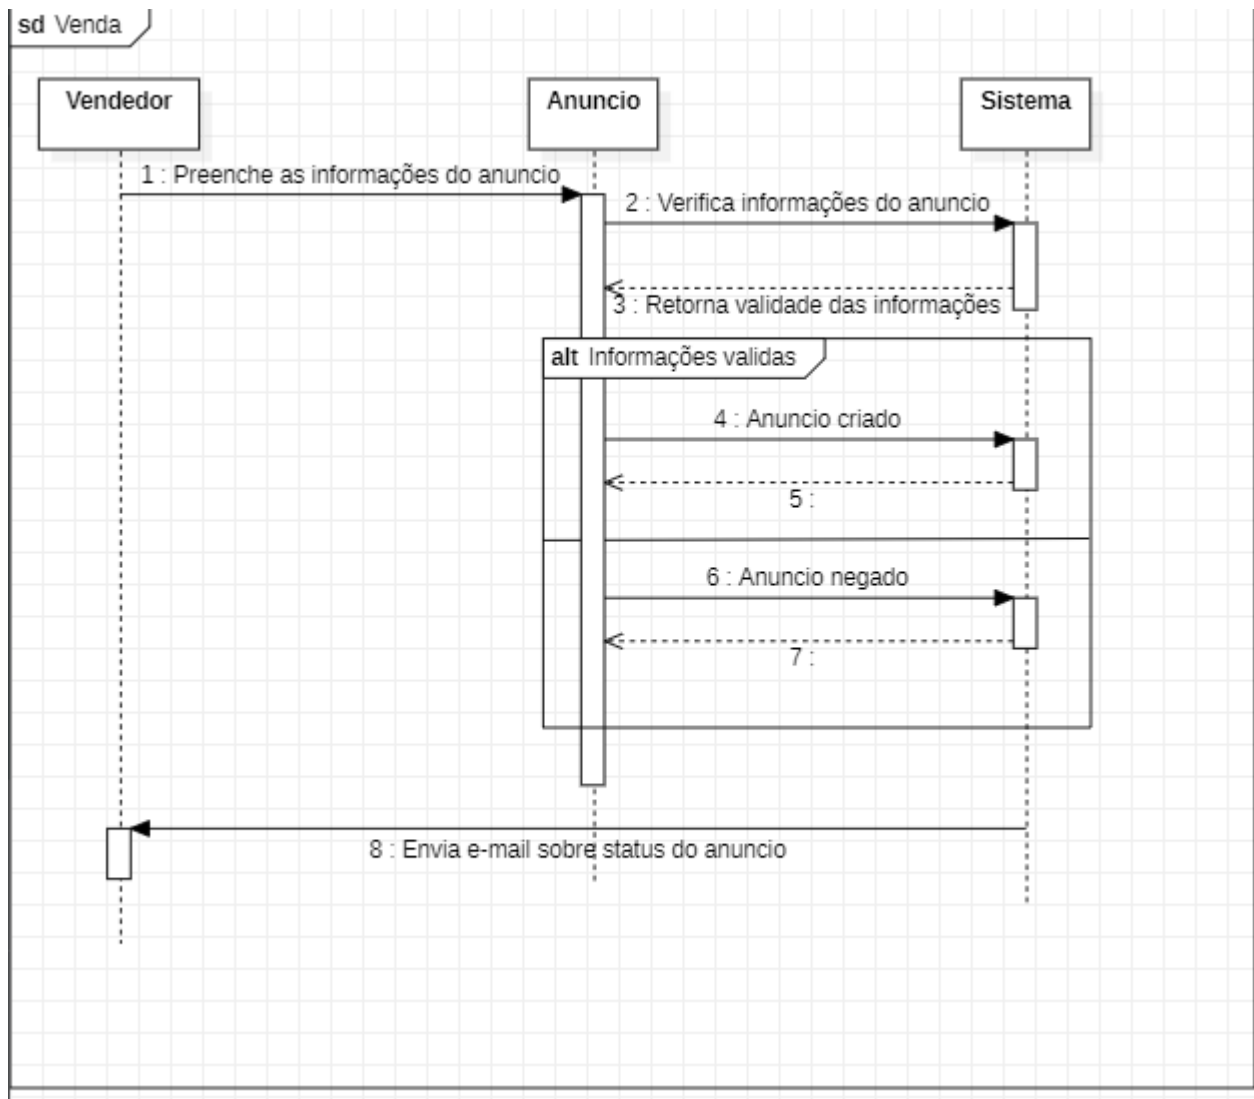 sd Venda
Vendedor
Anuncio
Sistema
1 : Preenche as informações do anuncio
2 : Verifica informações do anuncio
3 : Retorna validade das informações
alt Informações validas
4 : Anuncio criado
5 :
6 : Anuncio negado
7 :
8 : Envia e-mail sobre status do anuncio